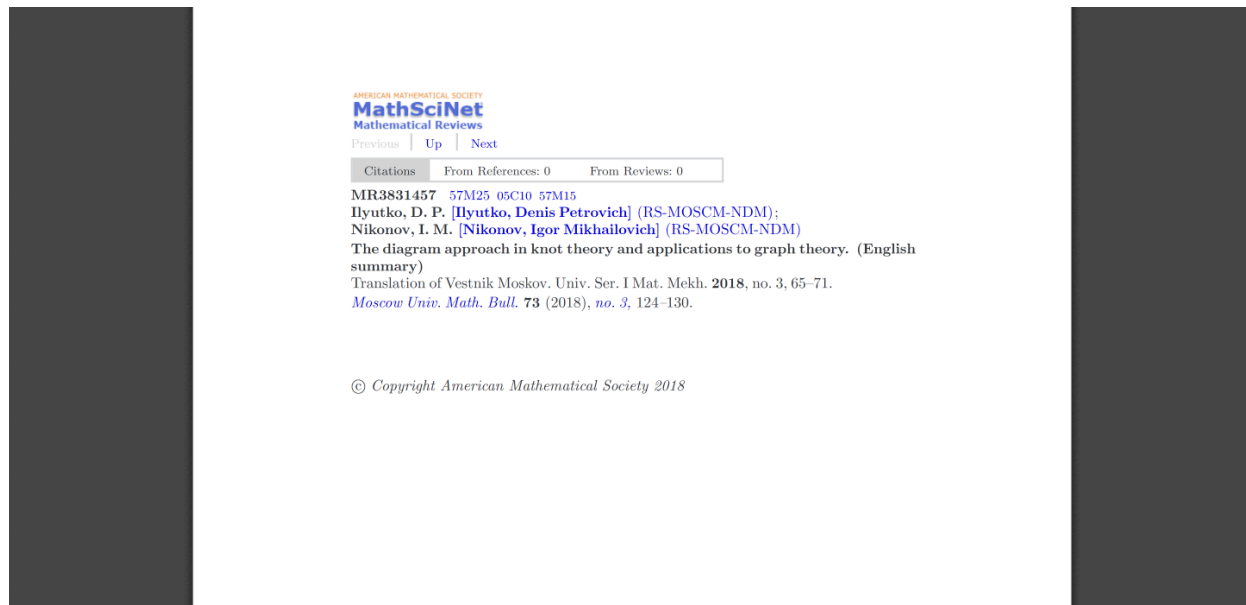 AMERICAN MATHEMATICAL SOCIETY
MathSciNet
Mathematical Reviews
Previous Up Next
Citations From References: 0 From Reviews: 0
MR3831457 57M25 05C10 57M15
Ilyutko, D. P. [Ilyutko, Denis Petrovich] (RS-MOSCM-NDM);
Nikonov, I. M. [Nikonov, Igor Mikhailovich] (RS-MOSCM-NDM)
The diagram approach in knot theory and applications to graph theory. (English
summary)
Translation of Vestnik Moskov. Univ. Ser. I Mat. Mekh. 2018, no. 3, 65–71.
Moscow Univ. Math. Bull. 73 (2018), no. 3, 124–130.
© Copyright American Mathematical Society 2018